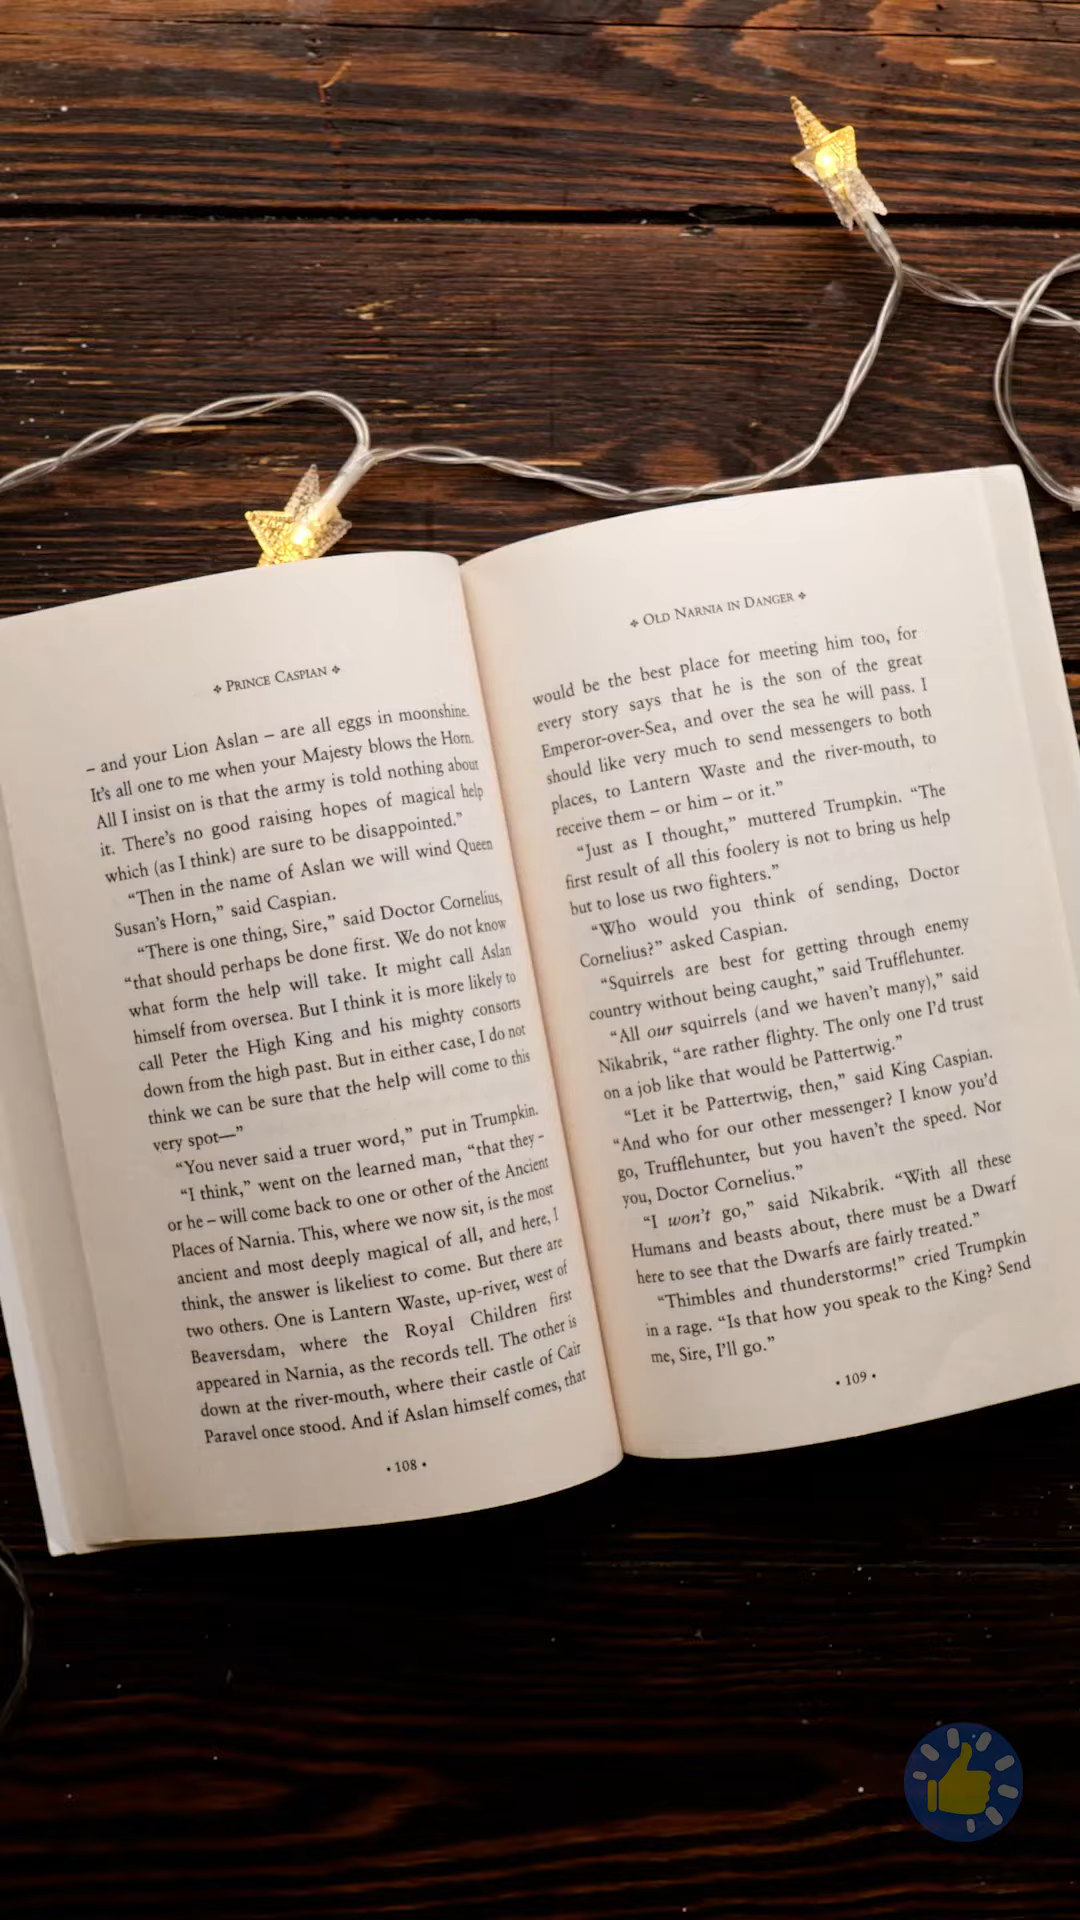 ❖ PRINCE CASPIAN ❖
– and your Lion Aslan – are all eggs in moonshine.
It's all one to me when your Majesty blows the Horn.
All I insist on is that the army is told nothing about
it. There's no good raising hopes of magical help
which (as I think) are sure to be disappointed.”
“Then in the name of Aslan we will wind Queen
Susan's Horn,” said Caspian.
“There is one thing, Sire,” said Doctor Cornelius,
“that should perhaps be done first. We do not know
what form the help will take. It might call Aslan
himself from oversea. But I think it is more likely to
call Peter the High King and his mighty consorts
down from the high past. But in either case, I do not
think we can be sure that the help will come to this
very spot—”
“You never said a truer word,” put in Trumpkin.
“I think,” went on the learned man, “that they –
or he – will come back to one or other of the Ancient
Places of Narnia. This, where we now sit, is the most
ancient and most deeply magical of all, and here, I
think, the answer is likeliest to come. But there are
two others. One is Lantern Waste, up-river, west of
Beaversdam, where the Royal Children first
appeared in Narnia, as the records tell. The other is
down at the river-mouth, where their castle of Cair
Paravel once stood. And if Aslan himself comes, that
• 108 •
❖ OLD NARNIA IN DANGER ❖
would be the best place for meeting him too, for
every story says that he is the son of the great
Emperor-over-Sea, and over the sea he will pass. I
should like very much to send messengers to both
places, to Lantern Waste and the river-mouth, to
receive them – or him – or it.”
“Just as I thought,” muttered Trumpkin. “The
first result of all this foolery is not to bring us help
but to lose us two fighters.”
“Who would you think of sending, Doctor
Cornelius?” asked Caspian.
“Squirrels are best for getting through enemy
country without being caught,” said Trufflehunter.
“All our squirrels (and we haven't many),” said
Nikabrik, “are rather flighty. The only one I'd trust
on a job like that would be Pattertwig.”
“Let it be Pattertwig, then,” said King Caspian.
“And who for our other messenger? I know you'd
go, Trufflehunter, but you haven't the speed. Nor
you, Doctor Cornelius.”
“I won't go,” said Nikabrik. “With all these
Humans and beasts about, there must be a Dwarf
here to see that the Dwarfs are fairly treated.”
“Thimbles and thunderstorms!” cried Trumpkin
in a rage. “Is that how you speak to the King? Send
me, Sire, I'll go.”
• 109 •